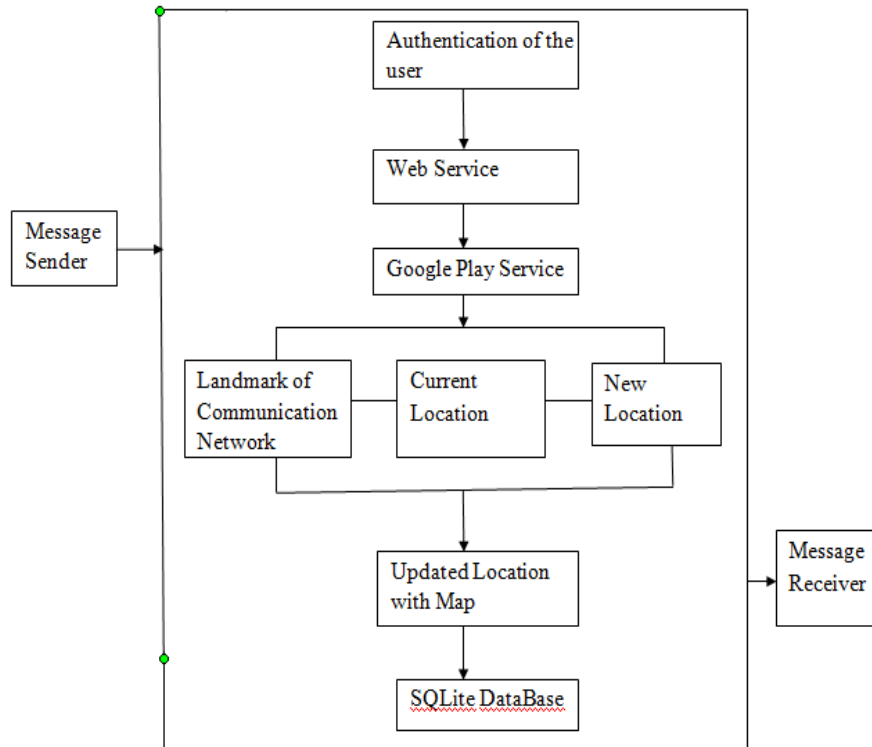 Authentication of the
user
Web Service
Message
Sender
Google Play Service
Landmark of
Communication
Network
Current
Location
New
Location
Updated Location
with Map
Message
Receiver
SQLite DataBase